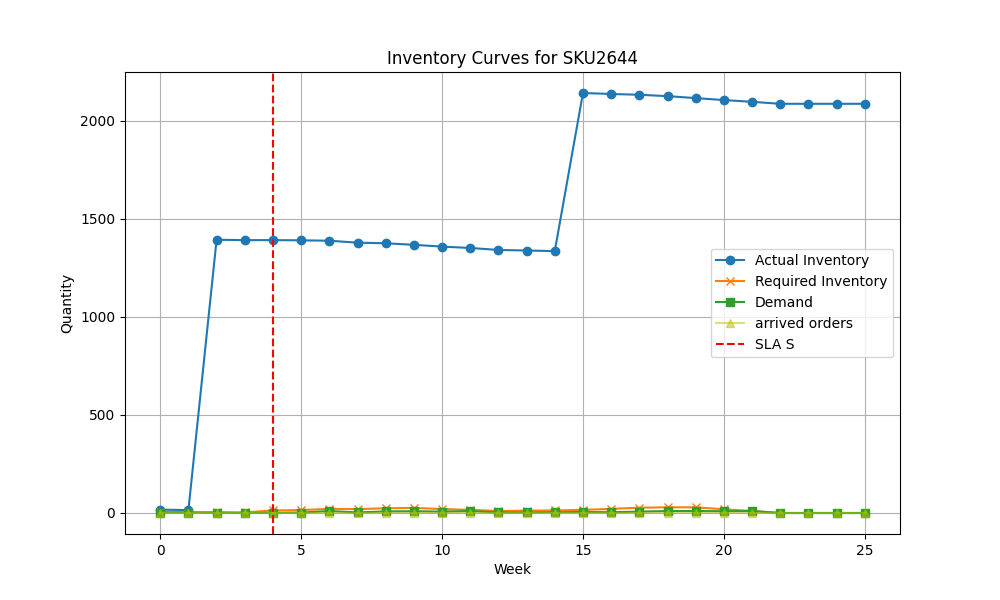 Inventory Curves for SKU2644
Quantity
2000
1500
1000
500
0
Actual Inventory
Required Inventory
Demand
arrived orders
SLA S
0 5 10 15 20 25
Week